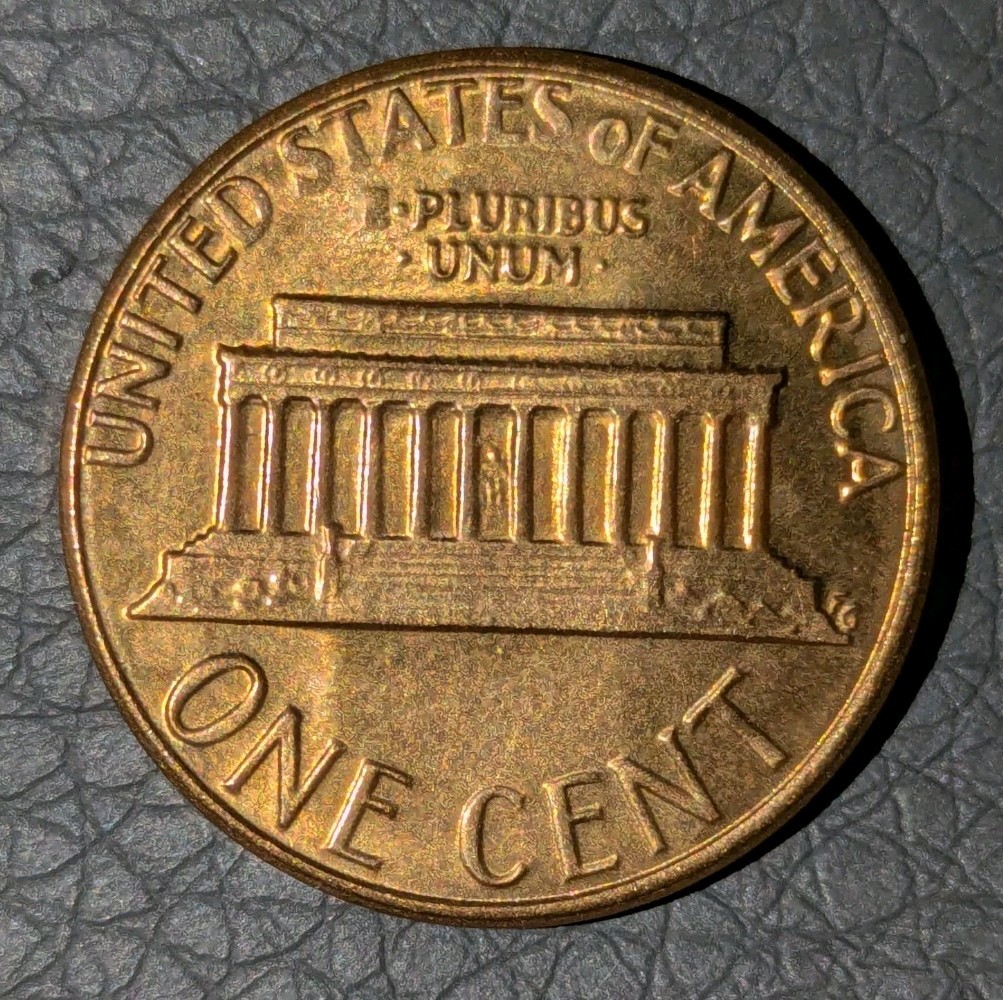 UNITED STATES OF AMERICA
E·PLURIBUS
·UNUM·
ONE CENT